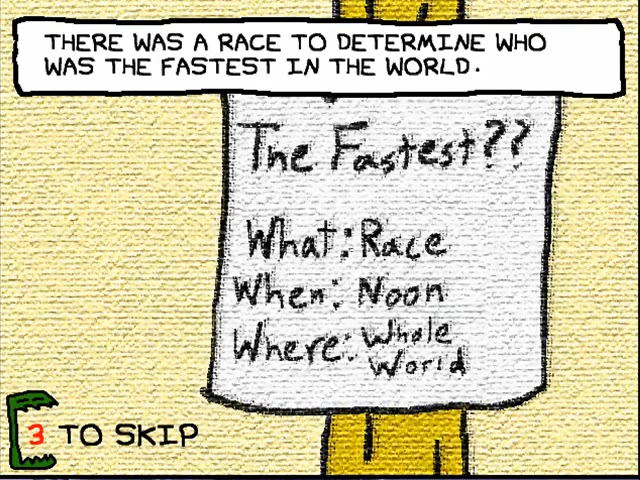 THERE WAS A RACE TO DETERMINE WHO
WAS THE FASTEST IN THE WORLD.
The Fastest??
What: Race
When: Noon
Where: Whole
World
3 TO SKIP